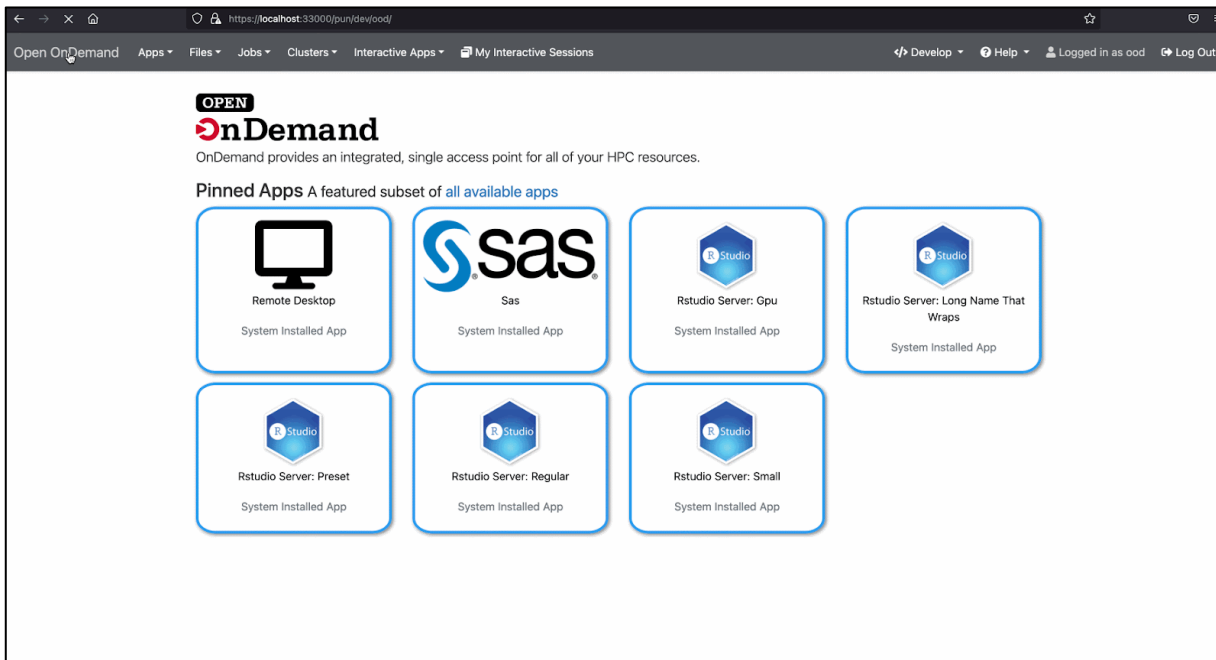 https://localhost:33000/pun/dev/ood/
Open OnDemand Apps Files Jobs Clusters Interactive Apps My Interactive Sessions </> Develop Help Logged in as ood Log Out
OPEN
OnDemand
OnDemand provides an integrated, single access point for all of your HPC resources.
Pinned Apps A featured subset of all available apps
sas
R Studio
R Studio
Remote Desktop
Sas
Rstudio Server: Gpu
Rstudio Server: Long Name That
Wraps
System Installed App
System Installed App
System Installed App
System Installed App
R Studio
R Studio
R Studio
Rstudio Server: Preset
Rstudio Server: Regular
Rstudio Server: Small
System Installed App
System Installed App
System Installed App